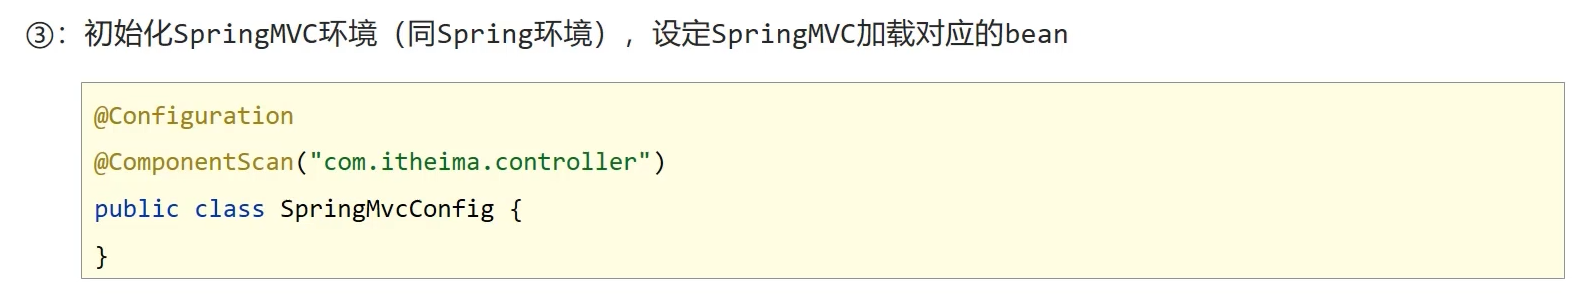 ③：初始化SpringMVC环境（同Spring环境），设定SpringMVC加载对应的bean
@Configuration
@ComponentScan("com.itheima.controller")
public class SpringMvcConfig {
}